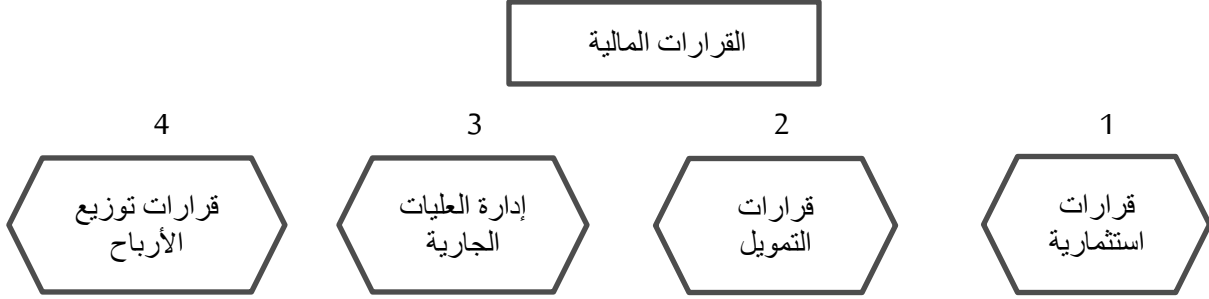 القرارات المالية
1
2
3
4
قرارات
استثمارية
قرارات
التمويل
إدارة العليات
الجارية
قرارات توزيع
الأرباح